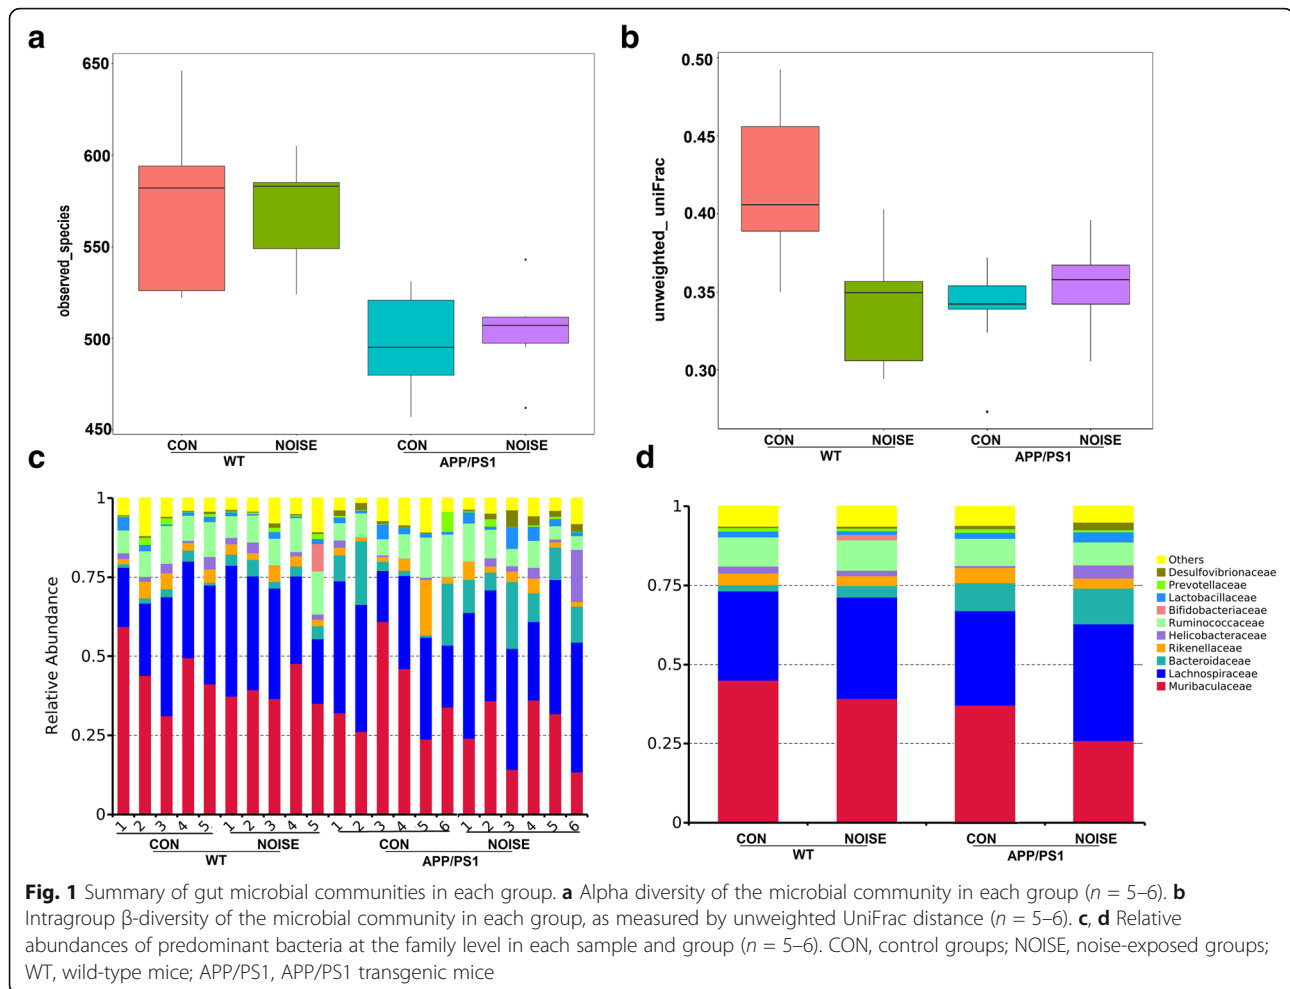 a
650
600
550
500
450
observed_species
CON
NOISE
CON
NOISE
WT
APP/PS1
b
0.50
0.45
0.40
0.35
0.30
unweighted_uniFrac
CON
NOISE
CON
NOISE
WT
APP/PS1
c
1
0.75
0.5
0.25
0
Relative Abundance
1 2 3 4 5 1 2 3 4 5 1 2 3 4 5 6 1 2 3 4 5 6
CON
NOISE
CON
NOISE
WT
APP/PS1
d
1
0.75
0.5
0.25
0
CON
NOISE
CON
NOISE
WT
APP/PS1
Others
Desulfovibrionaceae
Prevotellaceae
Lactobacillaceae
Bifidobacteriaceae
Ruminococcaceae
Helicobacteraceae
Rikenellaceae
Bacteroidaceae
Lachnospiraceae
Muribaculaceae
Fig. 1 Summary of gut microbial communities in each group. a Alpha diversity of the microbial community in each group (n = 5–6). b
Intragroup β-diversity of the microbial community in each group, as measured by unweighted UniFrac distance (n = 5–6). c, d Relative
abundances of predominant bacteria at the family level in each sample and group (n = 5–6). CON, control groups; NOISE, noise-exposed groups;
WT, wild-type mice; APP/PS1, APP/PS1 transgenic mice